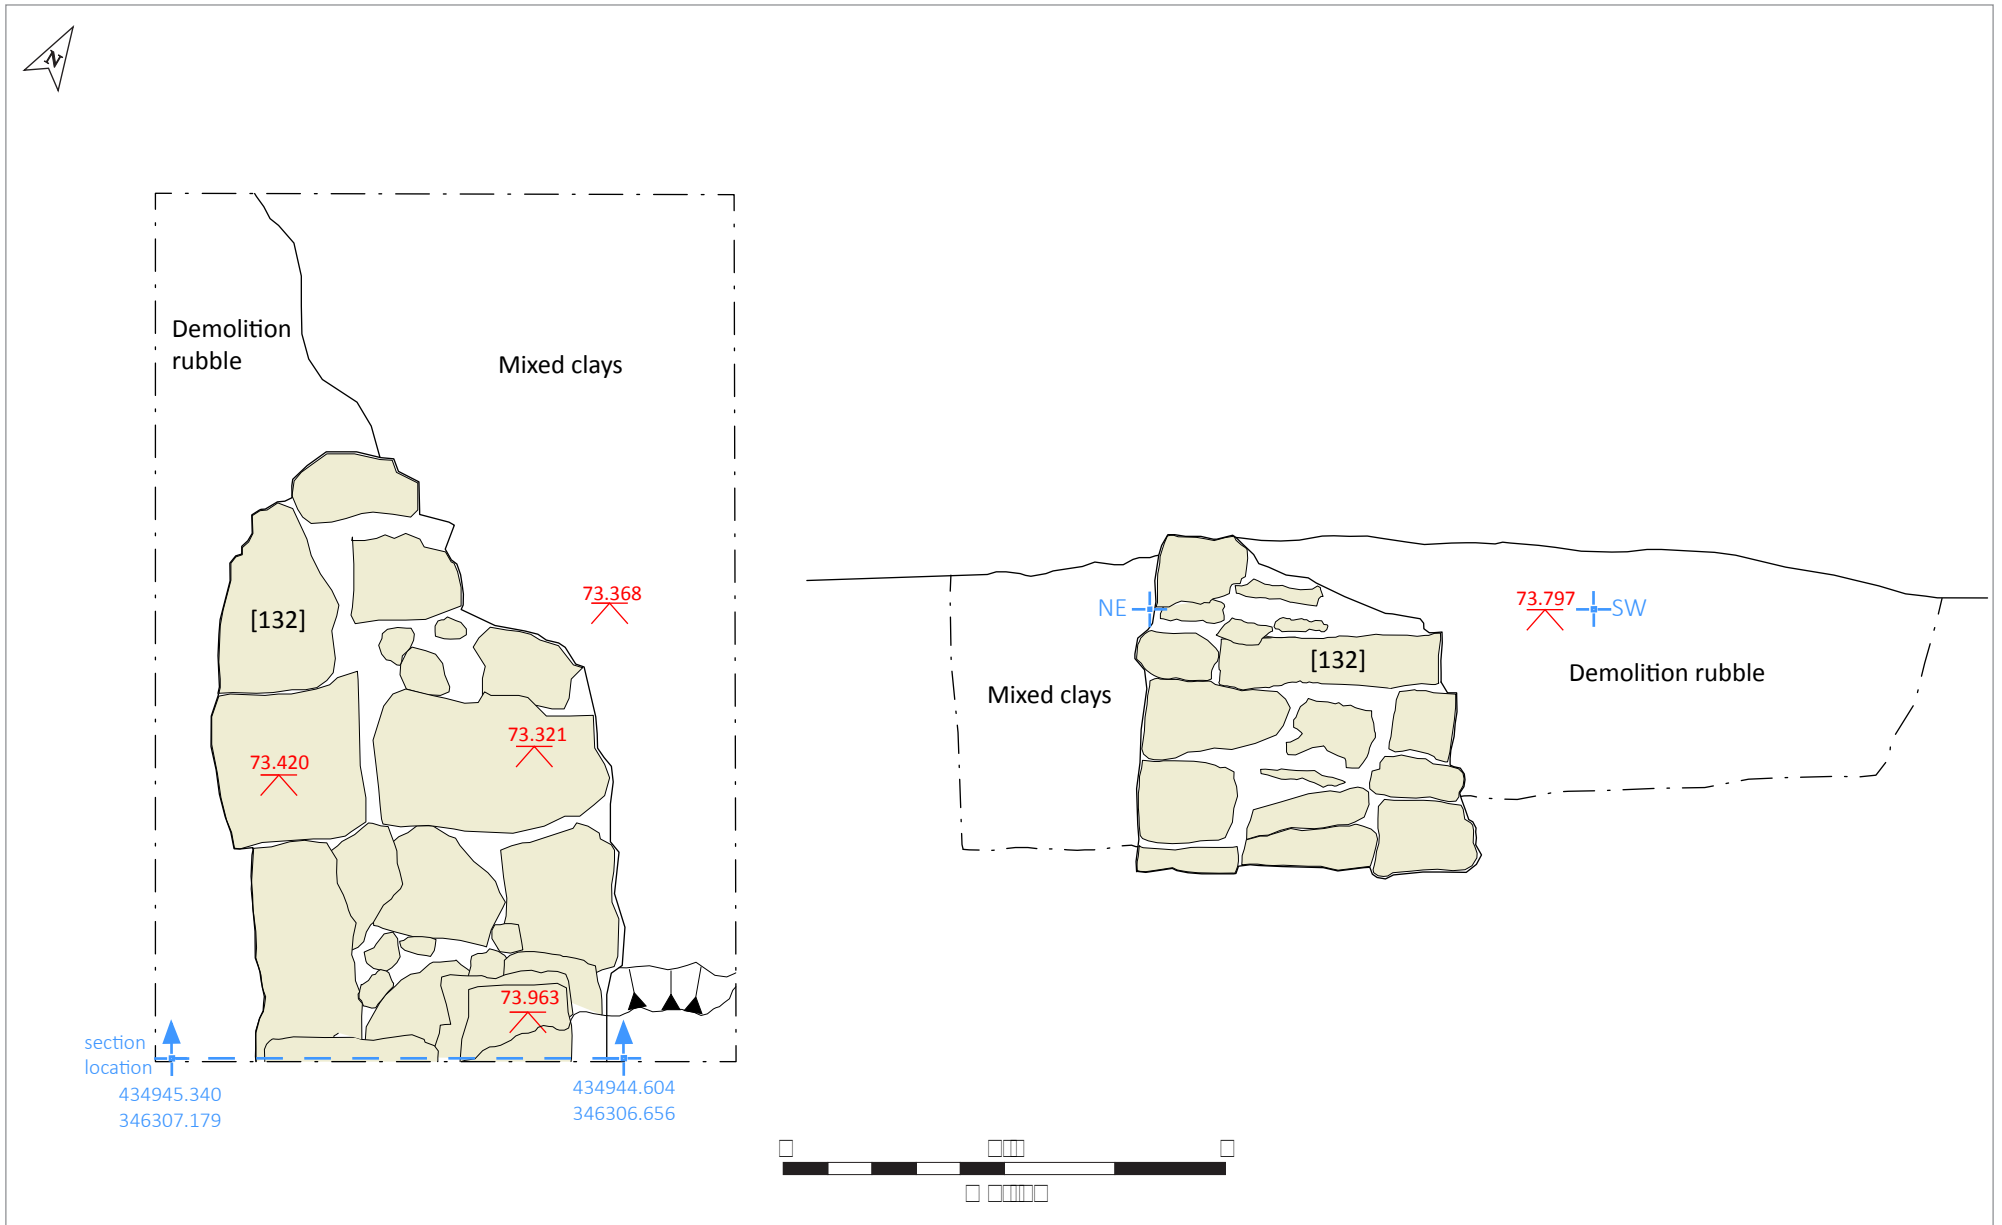 N
Demolition
rubble
Mixed clays
73.368
[132]
73.321
73.420
73.963
section
location
434945.340
346307.179
434944.604
346306.656
NE
73.797
SW
[132]
Demolition rubble
Mixed clays